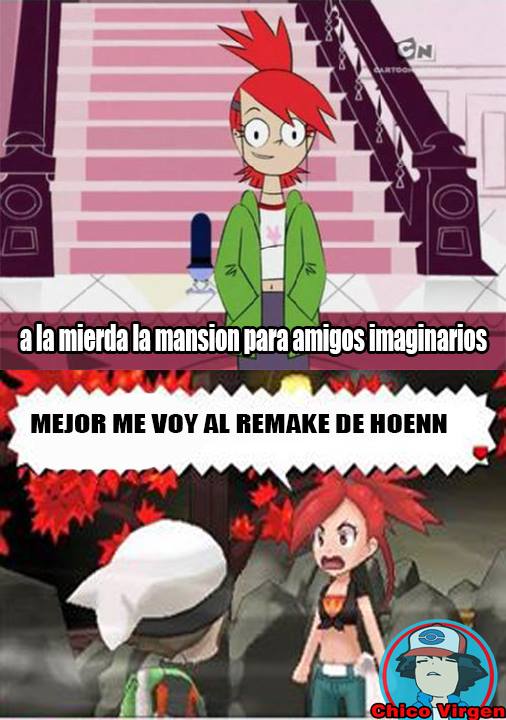 CN
CARTOON
a la mierda la mansion para amigos imaginarios
MEJOR ME VOY AL REMAKE DE HOENN
Chico Virgen